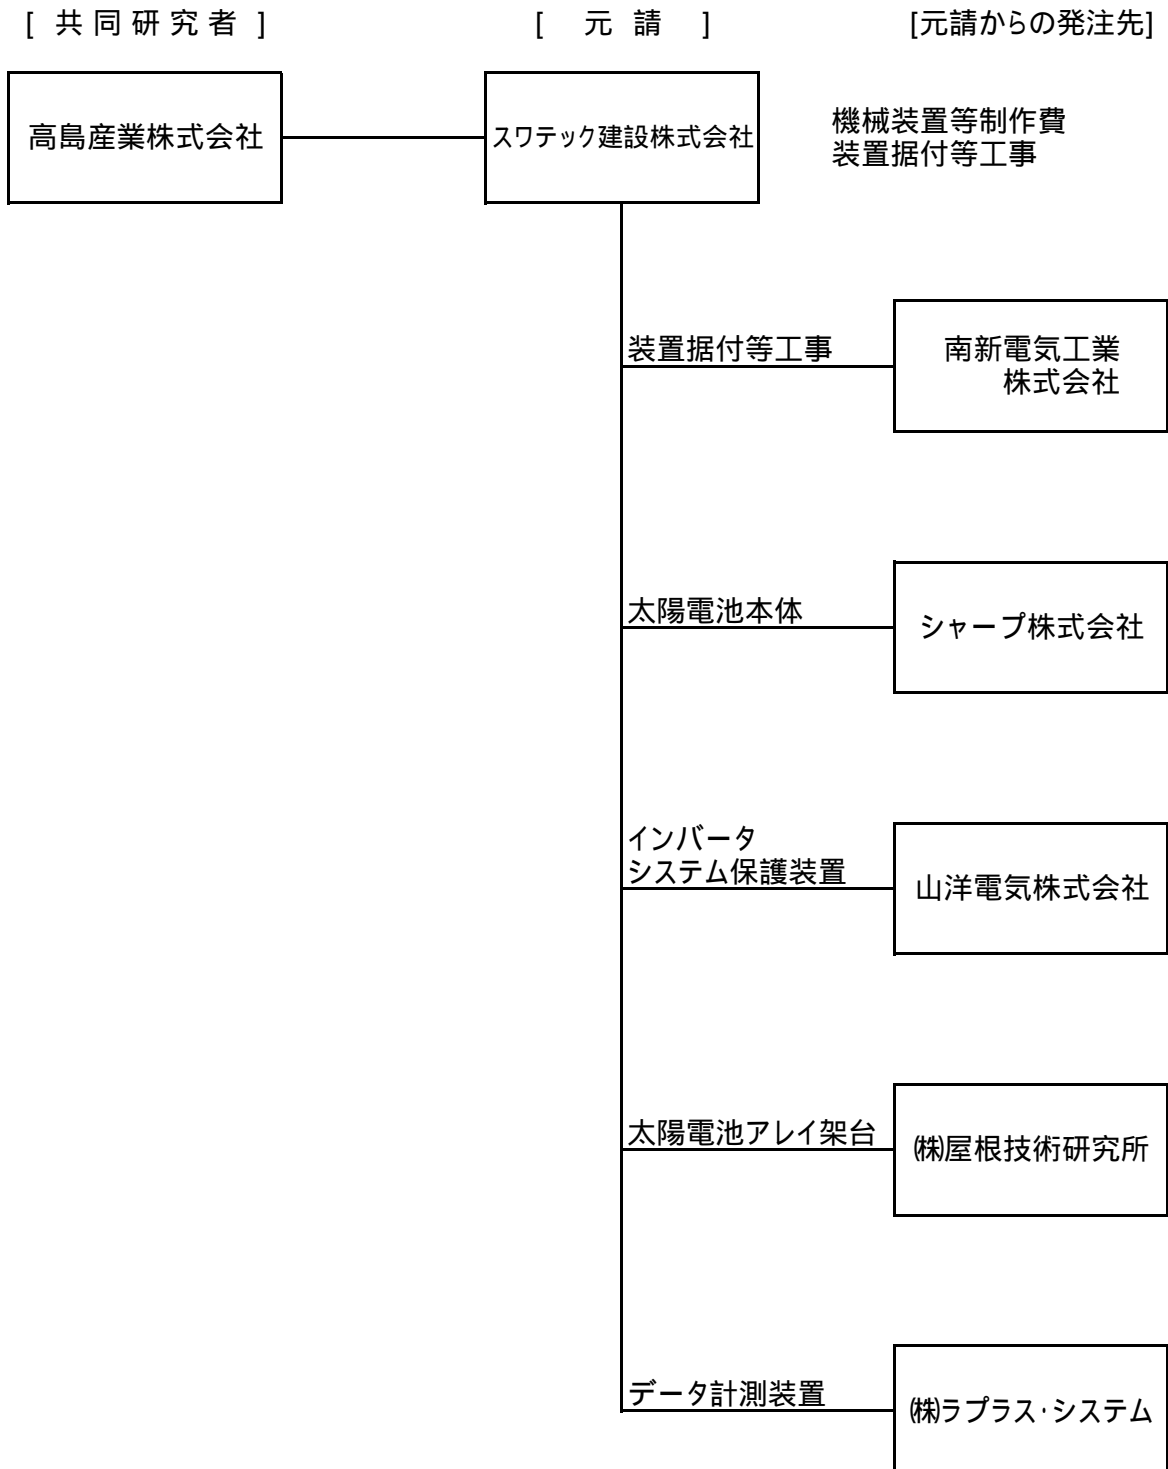 [ 共同研究者 ]
[ 元請 ]
[元請からの発注先]
高島産業株式会社
スワテック建設株式会社
機械装置等制作費
装置据付等工事
装置据付等工事
南新電気工業
株式会社
太陽電池本体
シャープ株式会社
インバータ
システム保護装置
山洋電気株式会社
太陽電池アレイ架台
㈱屋根技術研究所
データ計測装置
㈱ラプラス・システム